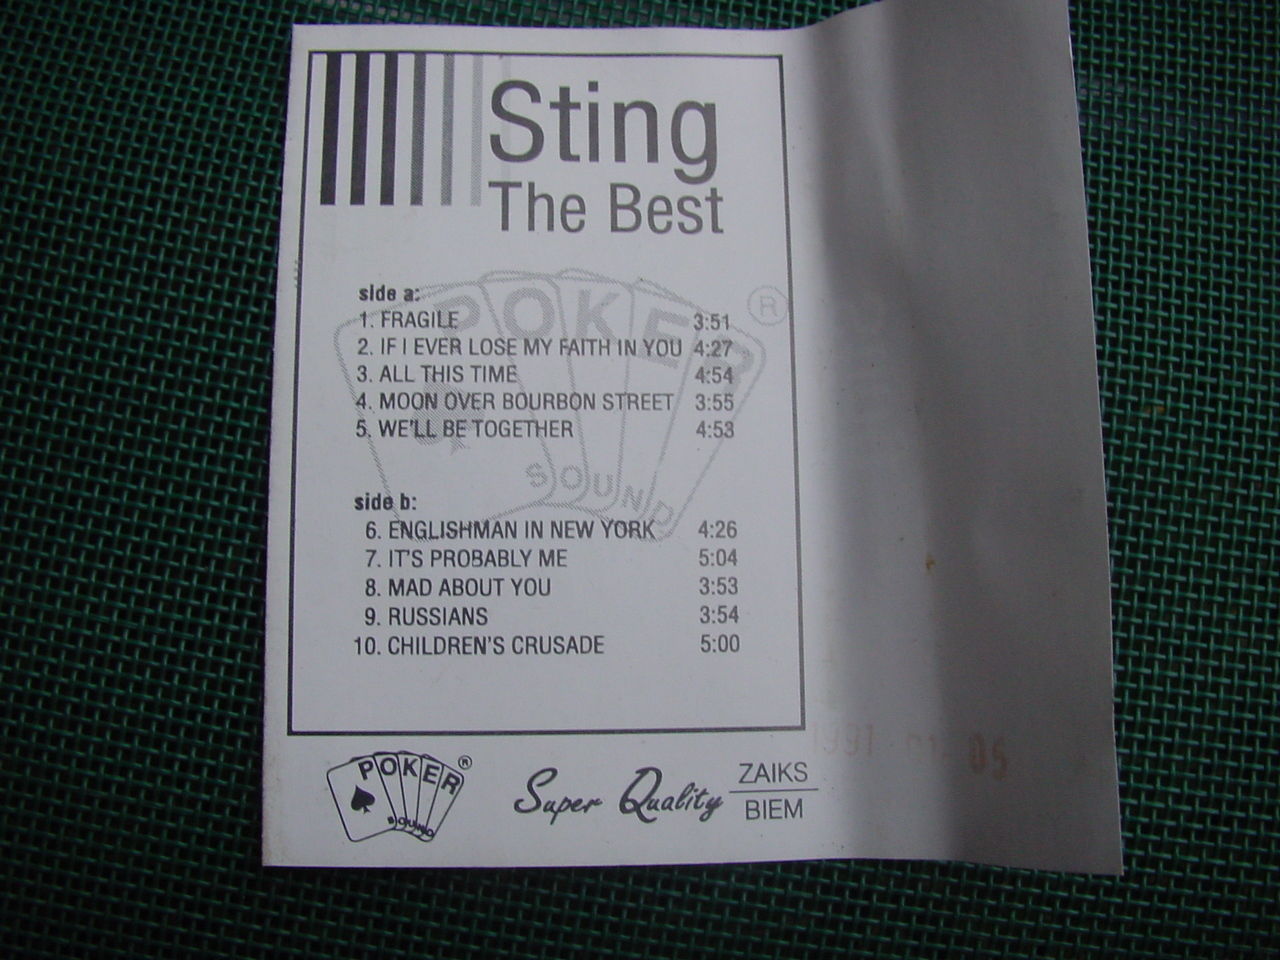 Sting
The Best
POKER ®
SOUND
side a:
1. FRAGILE 3:51
2. IF I EVER LOSE MY FAITH IN YOU 4:27
3. ALL THIS TIME 4:54
4. MOON OVER BOURBON STREET 3:55
5. WE'LL BE TOGETHER 4:53
side b:
6. ENGLISHMAN IN NEW YORK 4:26
7. IT'S PROBABLY ME 5:04
8. MAD ABOUT YOU 3:53
9. RUSSIANS 3:54
10. CHILDREN'S CRUSADE 5:00
POKER ®
SOUND
Super Quality
ZAIKS
BIEM
05